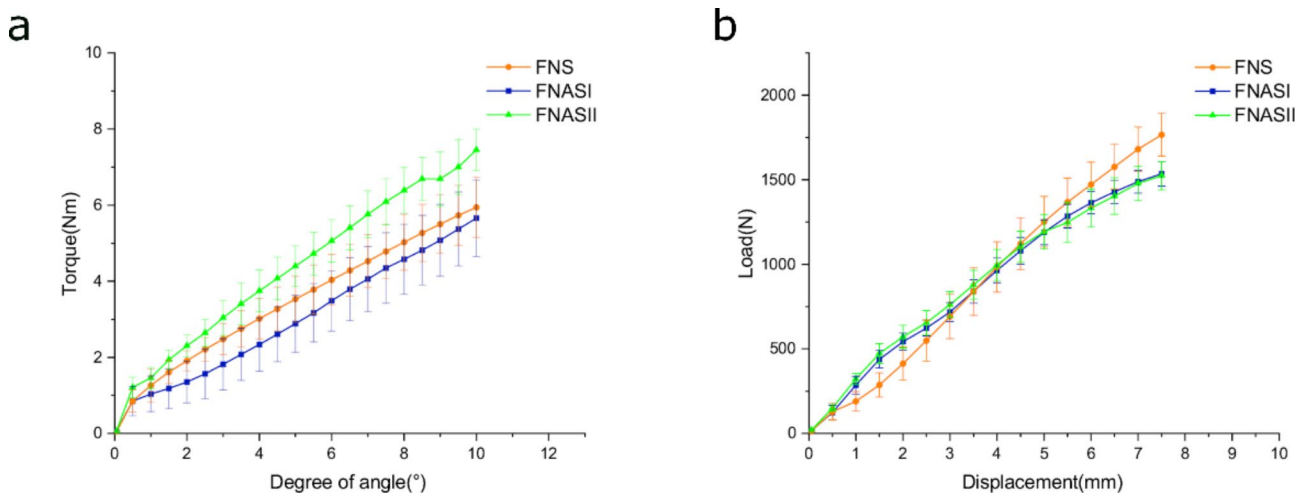 a
10
8
6
4
2
0
Torque(Nm)
0 2 4 6 8 10 12
Degree of angle(°)
FNS
FNASI
FNASII
b
2000
1500
1000
500
0
Load(N)
0 1 2 3 4 5 6 7 8 9 10
Displacement(mm)
FNS
FNASI
FNASII